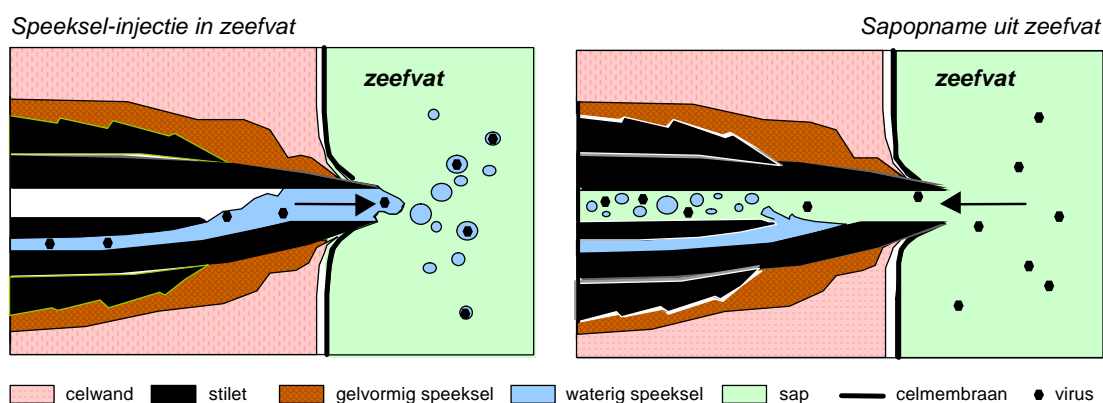 Speeksel-injectie in zeefvat
Sapopname uit zeefvat
zeefvat
zeefvat
celwand stilet gelvormig speeksel waterig speeksel sap celmembraan virus